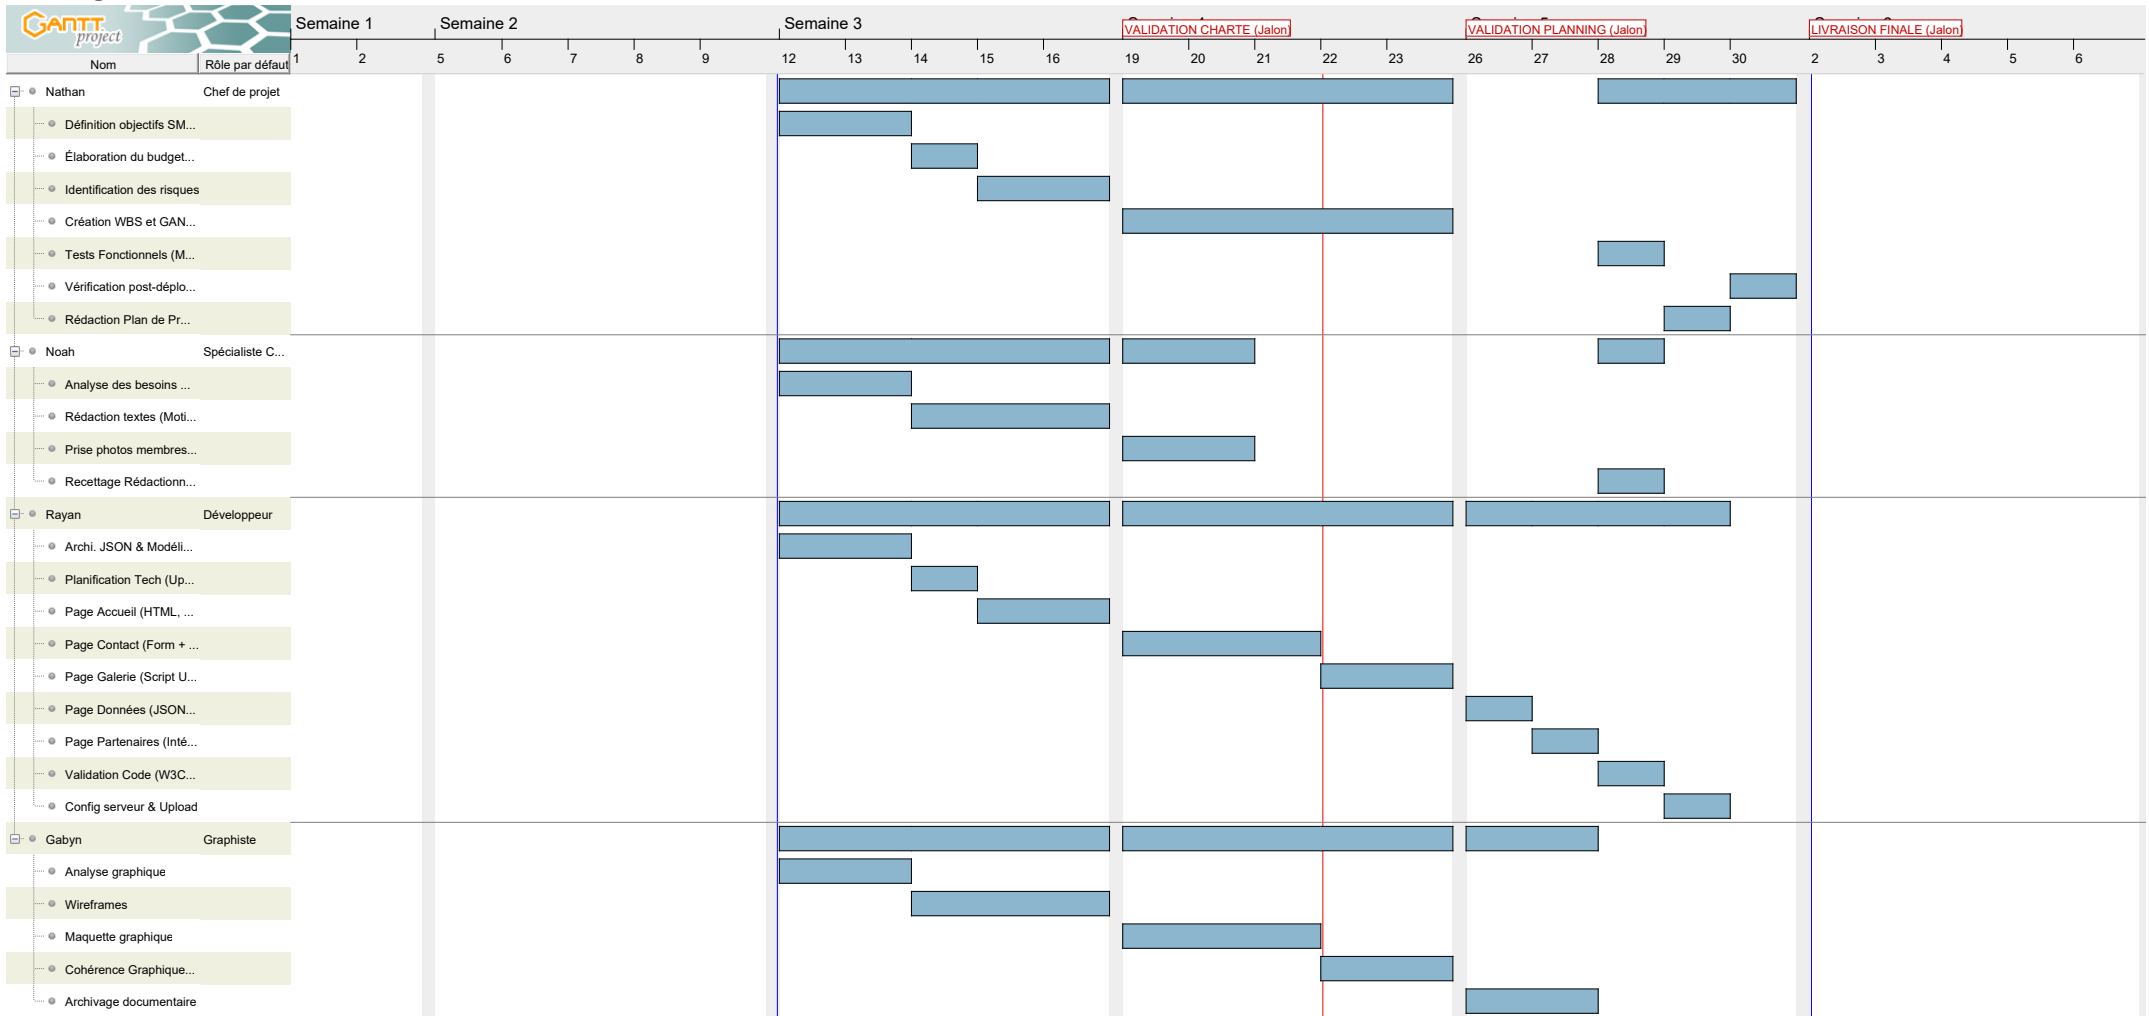 GANTT
project
Semaine 1
Semaine 2
Semaine 3
VALIDATION CHARTE (Jalon)
VALIDATION PLANNING (Jalon)
LIVRAISON FINALE (Jalon)
Nom Rôle par défaut
1 2 5 6 7 8 9 12 13 14 15 16 19 20 21 22 23 26 27 28 29 30 2 3 4 5 6
Nathan Chef de projet
Définition objectifs SM...
Élaboration du budget...
Identification des risques
Création WBS et GAN...
Tests Fonctionnels (M...
Vérification post-déplo...
Rédaction Plan de Pr...
Noah Spécialiste C...
Analyse des besoins ...
Rédaction textes (Moti...
Prise photos membres...
Recettage Rédactionn...
Rayan Développeur
Archi. JSON & Modéli...
Planification Tech (Up...
Page Accueil (HTML, ...
Page Contact (Form + ...
Page Galerie (Script U...
Page Données (JSON...
Page Partenaires (Inté...
Validation Code (W3C...
Config serveur & Upload
Gabyn Graphiste
Analyse graphique
Wireframes
Maquette graphique
Cohérence Graphique...
Archivage documentaire